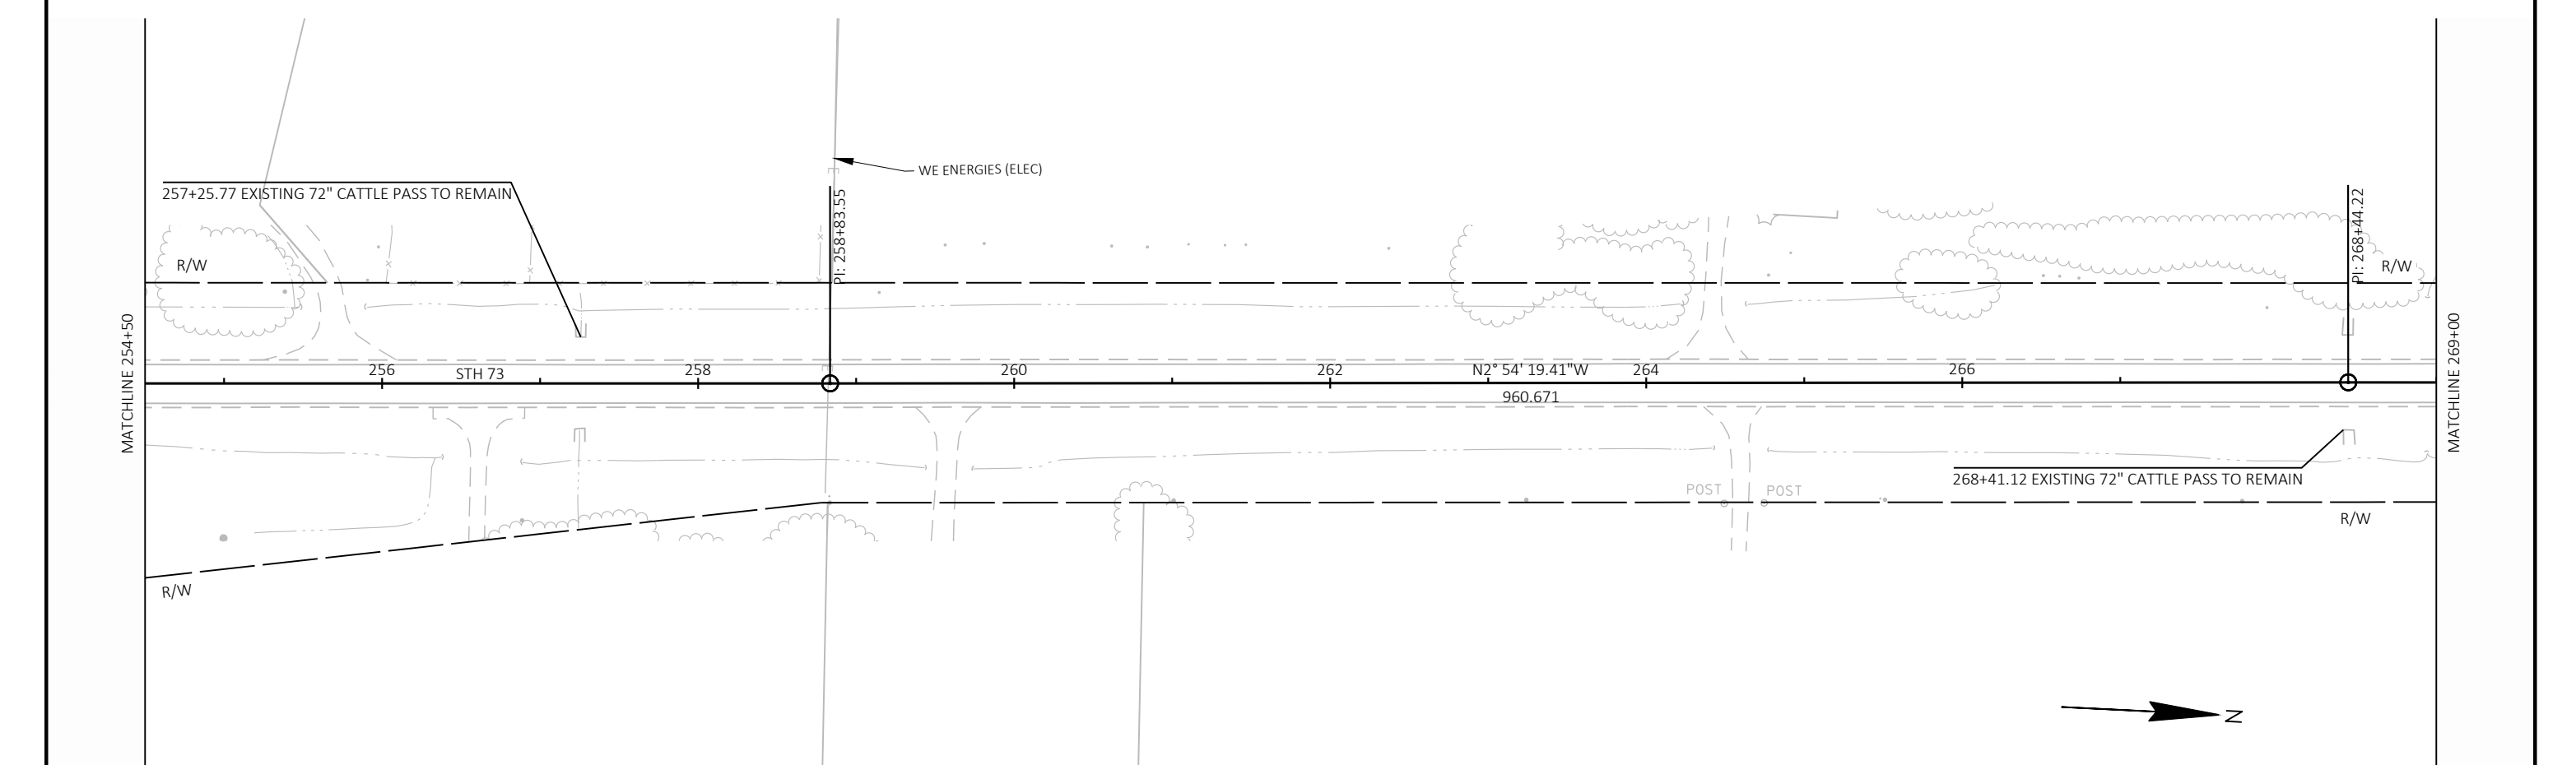 WE ENERGIES (ELEC)
257+25.77 EXISTING 72" CATTLE PASS TO REMAIN
PI: 258+83.55
PI: 268+44.22
R/W
R/W
E
MATCHLINE 254+50
MATCHLINE 269+00
256
STH 73
258
260
262
N2° 54' 19.41"W
264
266
960.671
268+41.12 EXISTING 72" CATTLE PASS TO REMAIN
POST
POST
R/W
R/W
N